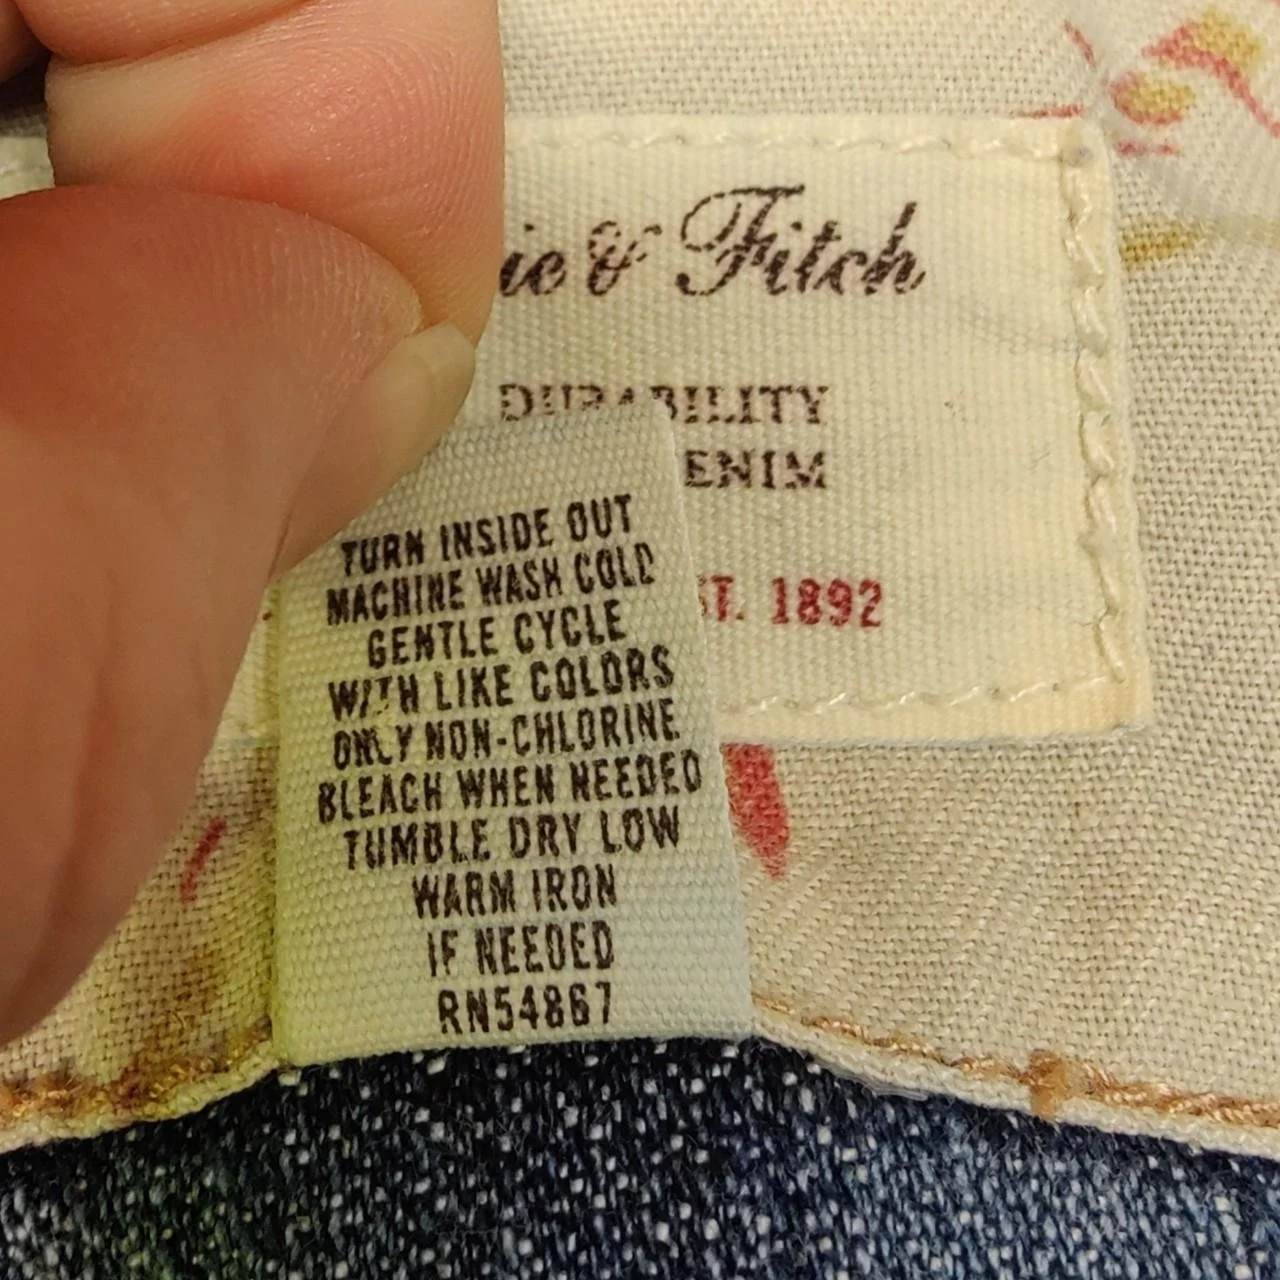 ie & Fitch
DURABILITY
ENIM
ST. 1892
TURN INSIDE OUT
MACHINE WASH COLD
GENTLE CYCLE
WITH LIKE COLORS
ONLY NON-CHLORINE
BLEACH WHEN NEEDED
TUMBLE DRY LOW
WARM IRON
IF NEEDED
RN54867